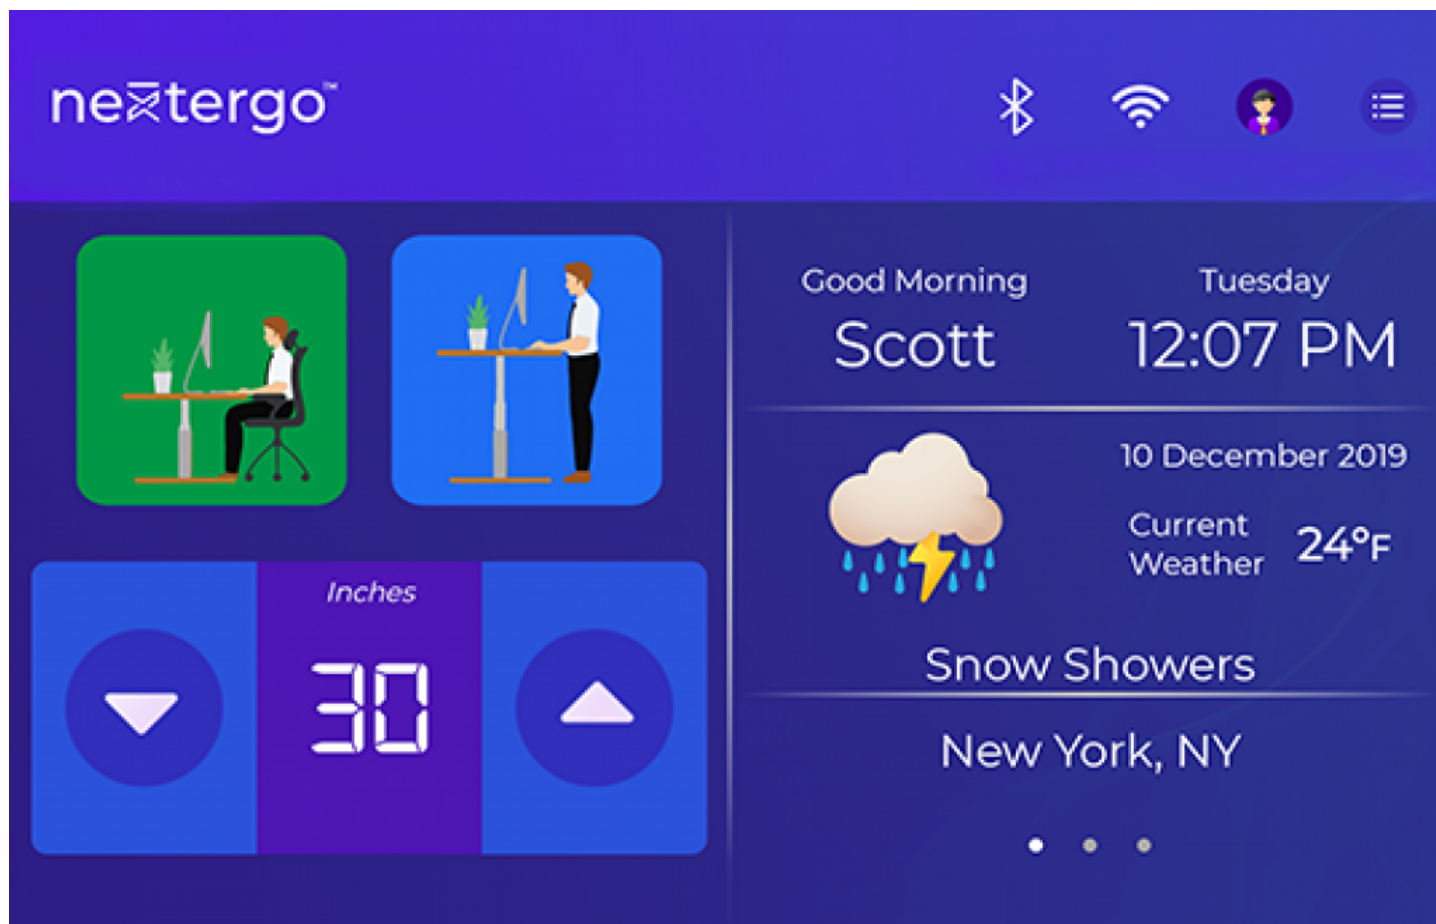 nextergo™
Good Morning
Scott
Tuesday
12:07 PM
10 December 2019
Current
Weather
24°F
Snow Showers
New York, NY
Inches
30